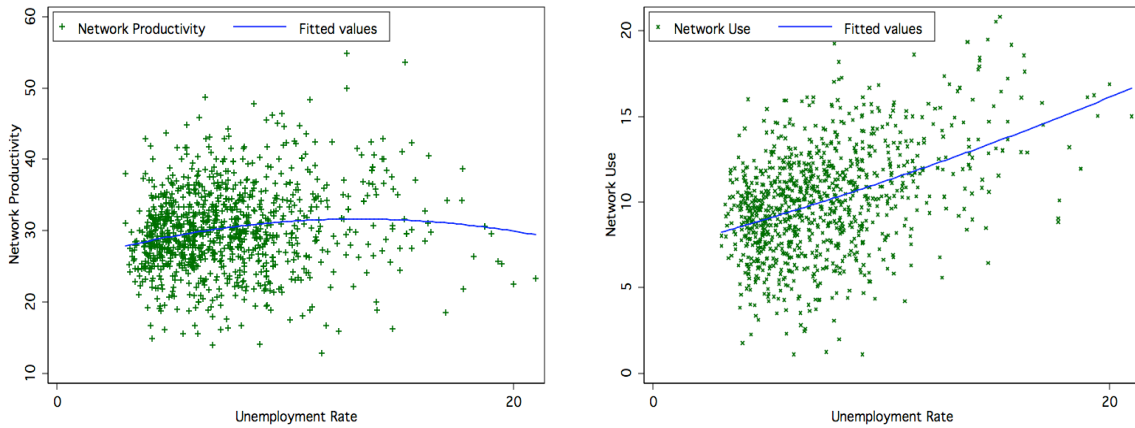 Network Productivity Fitted values
60
50
40
30
20
10
Network Productivity
0 20
Unemployment Rate
Network Use Fitted values
20
15
10
5
0
Network Use
0 20
Unemployment Rate